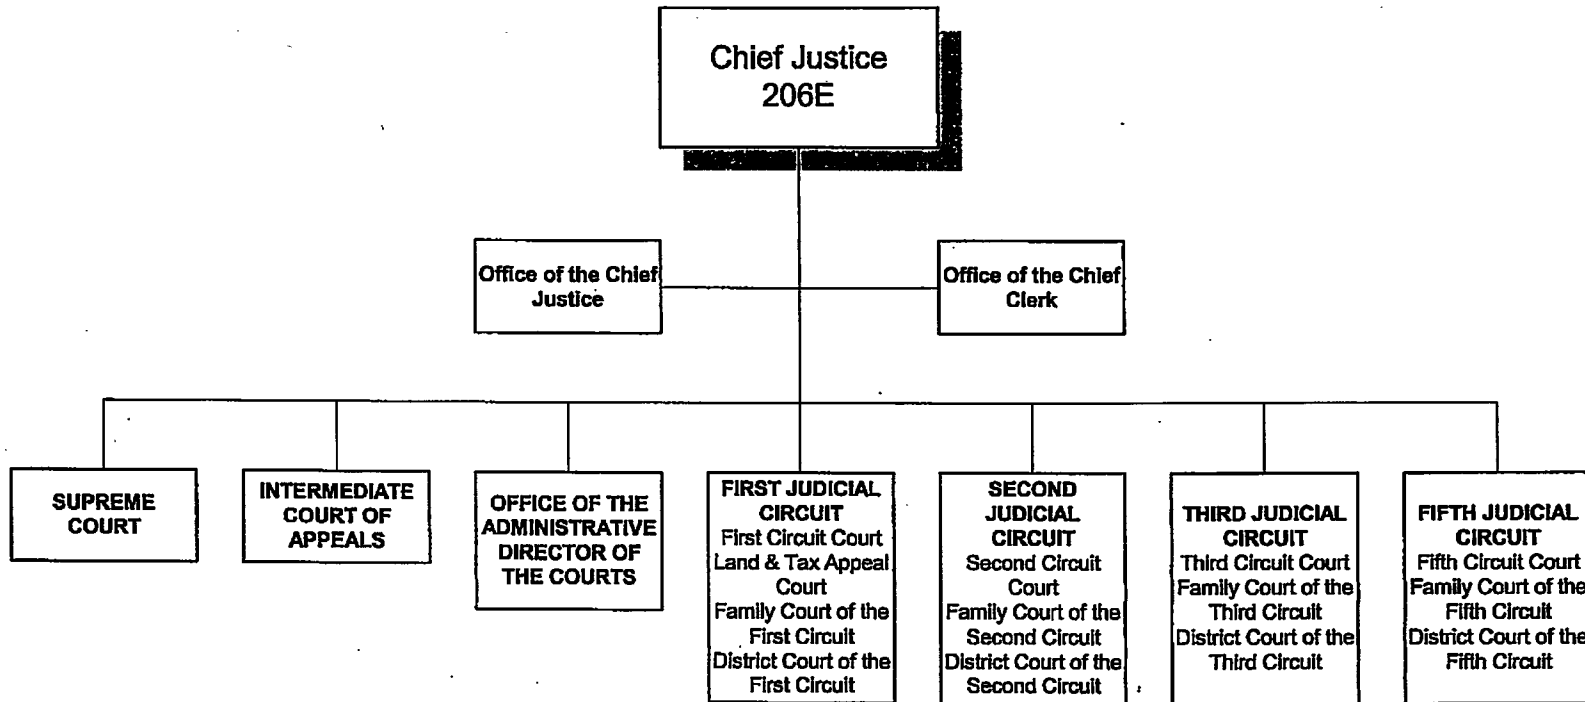 Chief Justice
206E
Office of the Chief
Justice
Office of the Chief
Clerk
SUPREME
COURT
INTERMEDIATE
COURT OF
APPEALS
OFFICE OF THE
ADMINISTRATIVE
DIRECTOR OF
THE COURTS
FIRST JUDICIAL
CIRCUIT
First Circuit Court
Land & Tax Appeal
Court
Family Court of the
First Circuit
District Court of the
First Circuit
SECOND
JUDICIAL
CIRCUIT
Second Circuit
Court
Family Court of the
Second Circuit
District Court of the
Second Circuit
THIRD JUDICIAL
CIRCUIT
Third Circuit Court
Family Court of the
Third Circuit
District Court of the
Third Circuit
FIFTH JUDICIAL
CIRCUIT
Fifth Circuit Court
Family Court of the
Fifth Circuit
District Court of the
Fifth Circuit